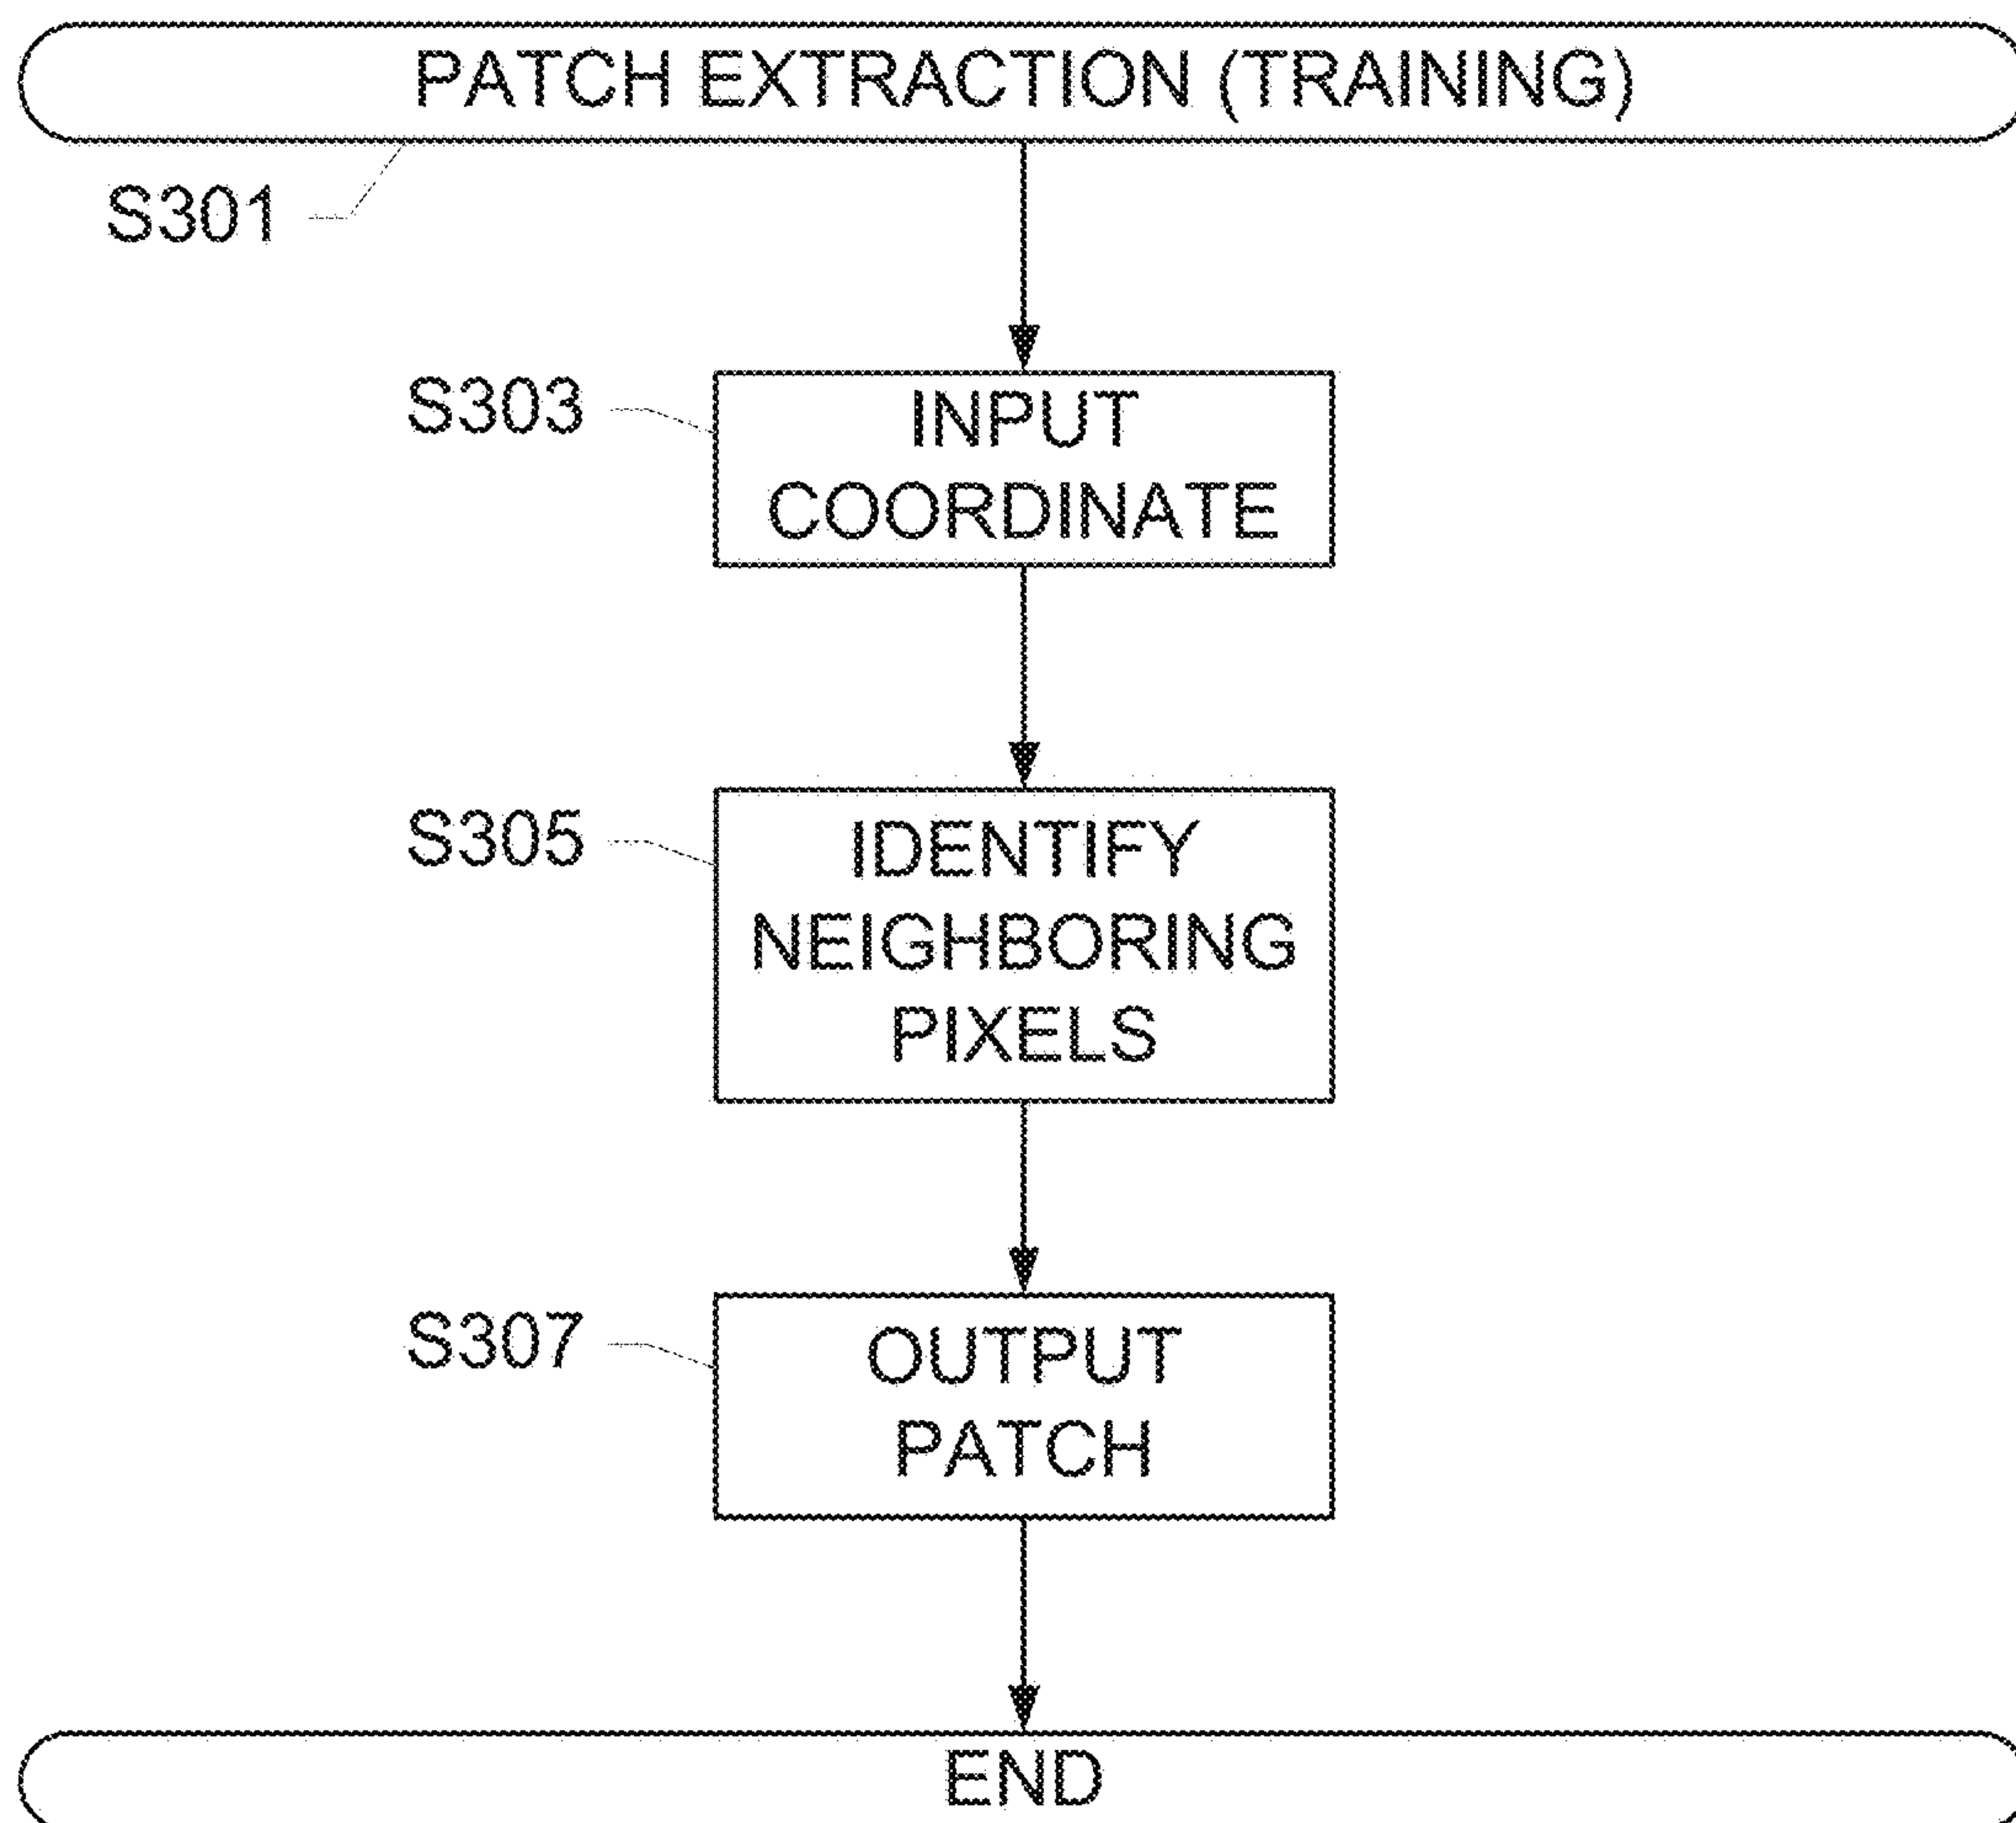 PATCH EXTRACTION (TRAINING)
S301
S303
INPUT
COORDINATE
S305
IDENTIFY
NEIGHBORING
PIXELS
S307
OUTPUT
PATCH
END